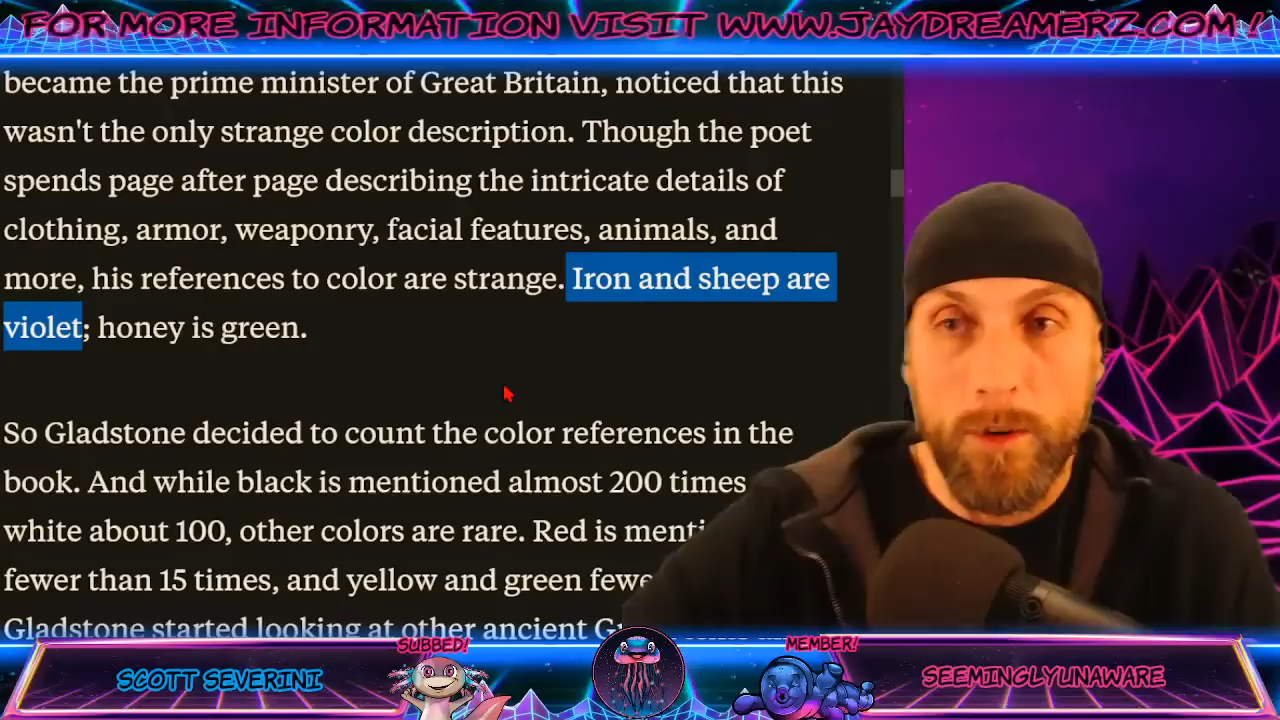 FOR MORE INFORMATION VISIT WWW.JAYDREAMERZ.COM !
became the prime minister of Great Britain, noticed that this
wasn't the only strange color description. Though the poet
spends page after page describing the intricate details of
clothing, armor, weaponry, facial features, animals, and
more, his references to color are strange. Iron and sheep are
violet; honey is green.
So Gladstone decided to count the color references in the
book. And while black is mentioned almost 200 times
white about 100, other colors are rare. Red is
fewer than 15 times, and yellow and green
Gladstone started looking at other ancient
SUBBED!
SCOTT SEVERINI
MEMBER!
SEEMINGLYUNAWARE